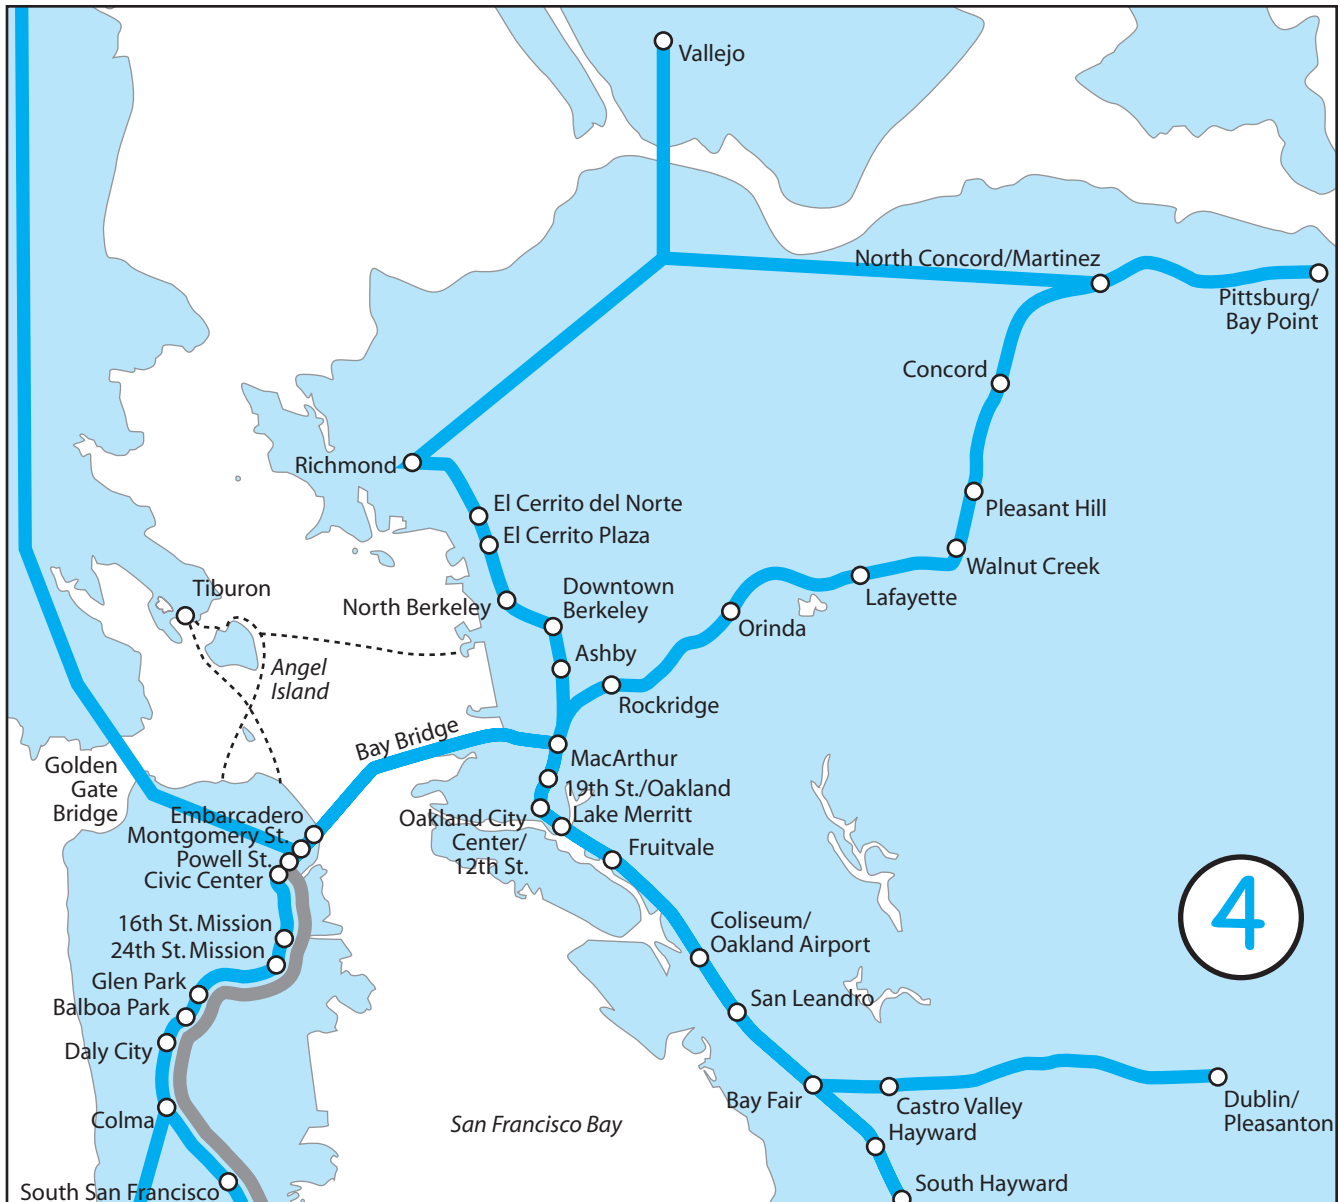 Vallejo
North Concord/Martinez
Pittsburg/
Bay Point
Concord
Richmond
Pleasant Hill
El Cerrito del Norte
El Cerrito Plaza
Walnut Creek
Tiburon
North Berkeley
Downtown
Berkeley
Lafayette
Orinda
Ashby
Angel
Island
Rockridge
Bay Bridge
MacArthur
Golden
Gate
Bridge
19th St./Oakland
Embarcadero
Oakland City
Center/
12th St.
Lake Merritt
Montgomery St.
Powell St.
Civic Center
Fruitvale
4
16th St. Mission
24th St. Mission
Coliseum/
Oakland Airport
Glen Park
Balboa Park
San Leandro
Daly City
Bay Fair
Castro Valley
Dublin/
Pleasanton
Colma
San Francisco Bay
Hayward
South San Francisco
South Hayward